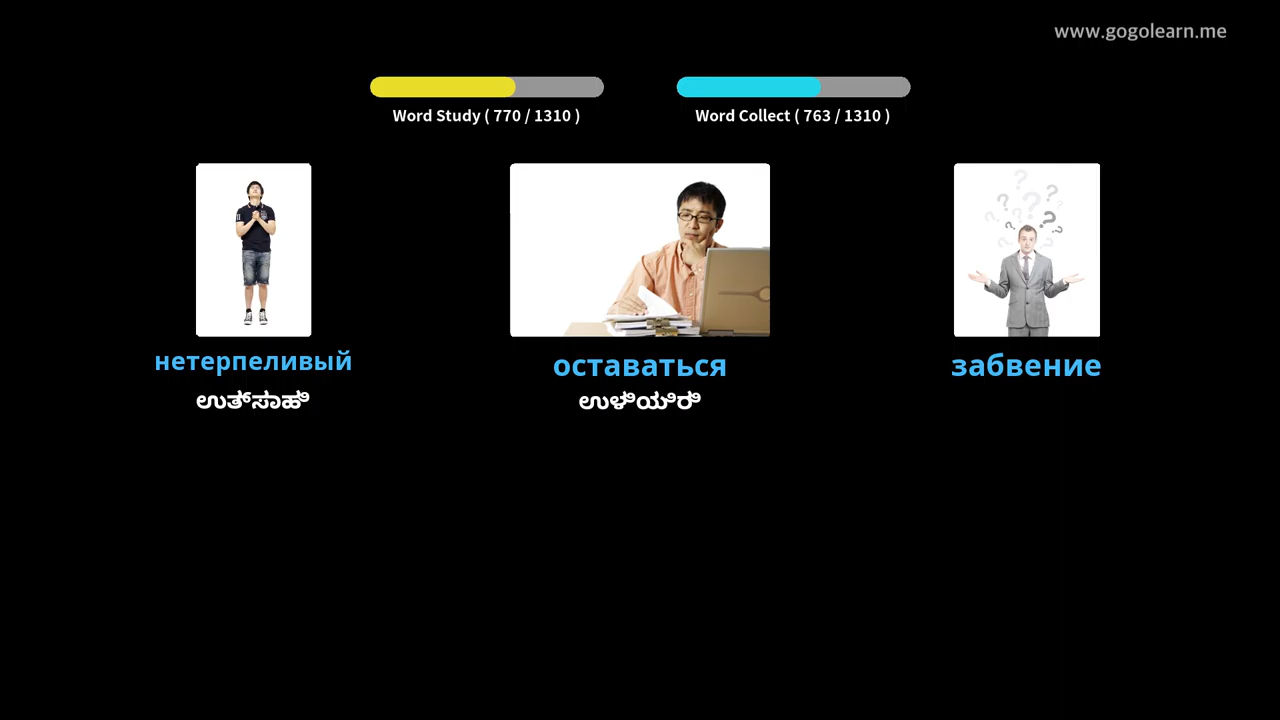 www.gogolearn.me
Word Study ( 770 / 1310 )
Word Collect ( 763 / 1310 )
нетерпеливый
оставаться
забвение
ಉತ್ಸಾಹಿ
ಉಳಿಯಿರಿ